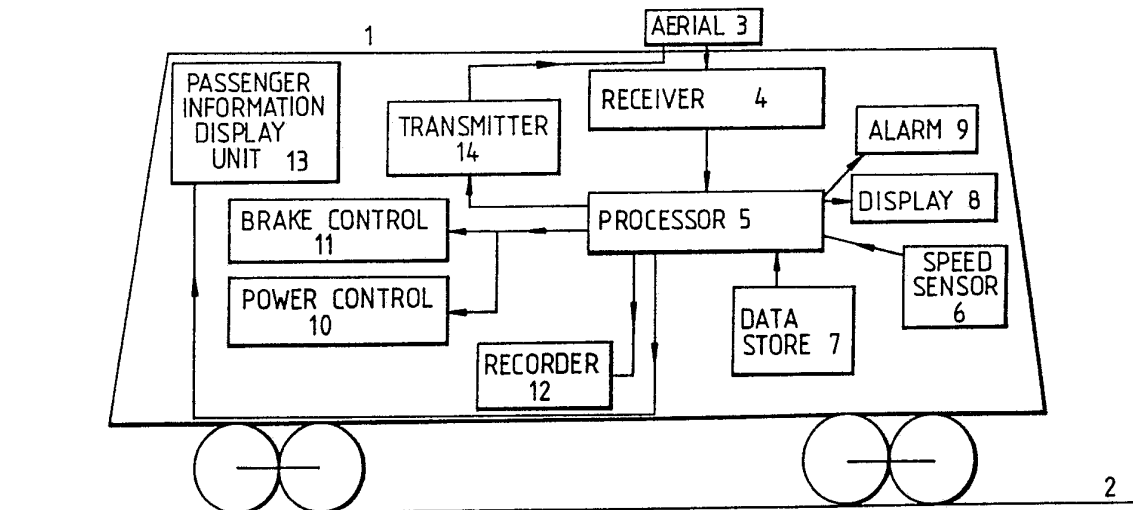 1
AERIAL 3
PASSENGER
INFORMATION
DISPLAY
UNIT 13
TRANSMITTER
14
RECEIVER 4
ALARM 9
BRAKE CONTROL
11
PROCESSOR 5
DISPLAY 8
POWER CONTROL
10
SPEED
SENSOR
6
DATA
STORE 7
RECORDER
12
2